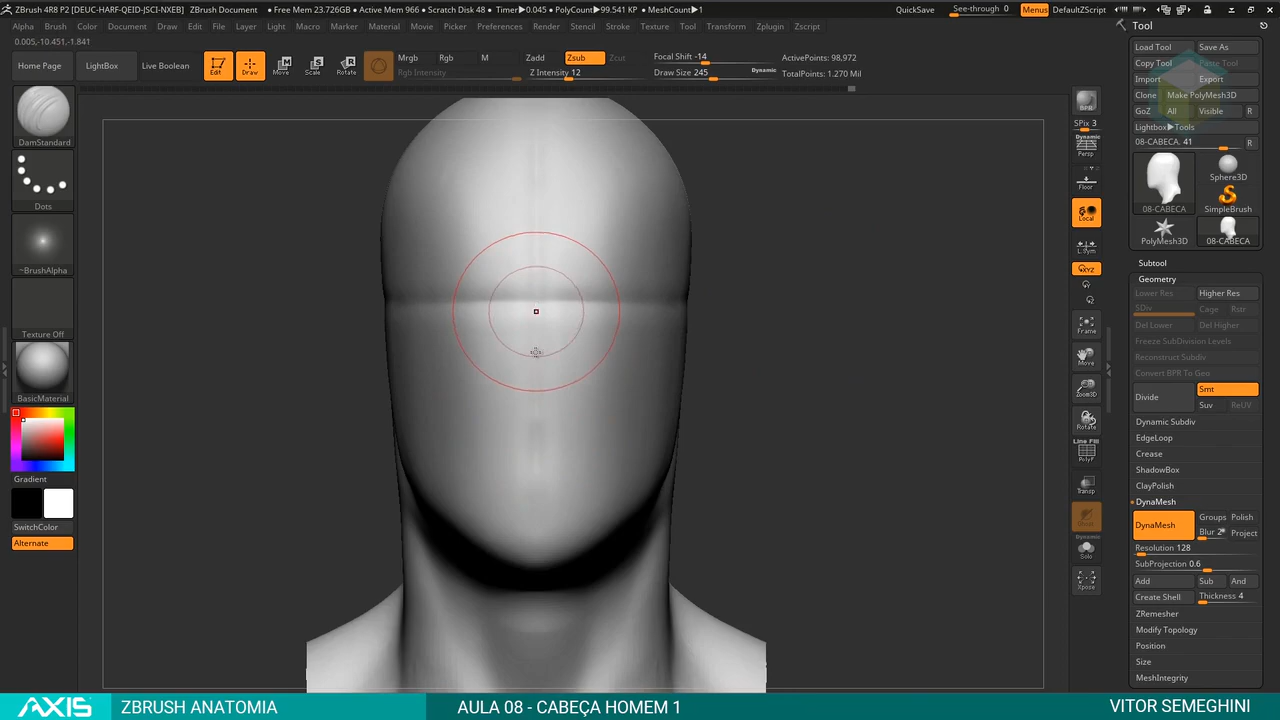 ZBrush 4R8 P2 [DEUC-HARF-QEID-JSCI-NXEB]   ZBrush Document   • Free Mem 23.726GB • Active Mem 966 • Scratch Disk 48 • Timer▶0.045 • PolyCount▶99.541 KP • MeshCount▶1   QuickSave   See-through 0   Menus   DefaultZScript
Alpha   Brush   Color   Document   Draw   Edit   File   Layer   Light   Macro   Marker   Material   Movie   Picker   Preferences   Render   Stencil   Stroke   Texture   Tool   Transform   Zplugin   Zscript
0.005,-10.451,-1.841
Home Page   LightBox   Live Boolean
Edit   Draw   Move   Scale   Rotate
Mrgb   Rgb   M
Rgb Intensity
Zadd   Zsub   Zcut
Z Intensity 12
Focal Shift -14
Draw Size 245   Dynamic
ActivePoints: 98,972
TotalPoints: 1.270 Mil
DamStandard
Dots
~BrushAlpha
Texture Off
BasicMaterial
Gradient
SwitchColor
Alternate
BPR
SPix 3
Dynamic
Persp
Floor
Local
L.Sym
XYZ
Frame
Move
Zoom3D
Rotate
Line Fill
PolyF
Transp
Dynamic
Solo
Xpose
Tool
Load Tool   Save As
Copy Tool   Paste Tool
Import   Export
Clone   Make PolyMesh3D
GoZ   All   Visible   R
Lightbox▶Tools
08-CABECA. 41   R
Sphere3D
08-CABECA   SimpleBrush
PolyMesh3D   08-CABECA
Subtool
Geometry
Lower Res   Higher Res
SDiv   Cage   Rstr
Del Lower   Del Higher
Freeze SubDivision Levels
Reconstruct Subdiv
Convert BPR To Geo
Divide   Smt
Suv   ReUV
Dynamic Subdiv
EdgeLoop
Crease
ShadowBox
ClayPolish
DynaMesh
DynaMesh   Groups   Polish
Blur 2   Project
Resolution 128
SubProjection 0.6
Add   Sub   And
Create Shell   Thickness 4
ZRemesher
Modify Topology
Position
Size
MeshIntegrity
AXIS   ZBRUSH ANATOMIA   AULA 08 - CABEÇA HOMEM 1   VITOR SEMEGHINI